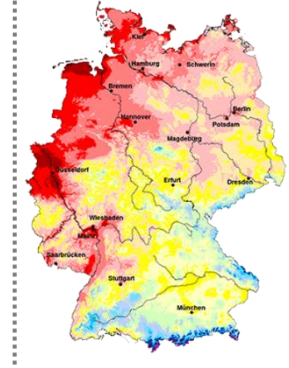 Kiel
Hamburg
Schwerin
Bremen
Berlin
Hannover
Potsdam
Magdeburg
Düsseldorf
Erfurt
Dresden
Wiesbaden
Mainz
Saarbrücken
Stuttgart
München